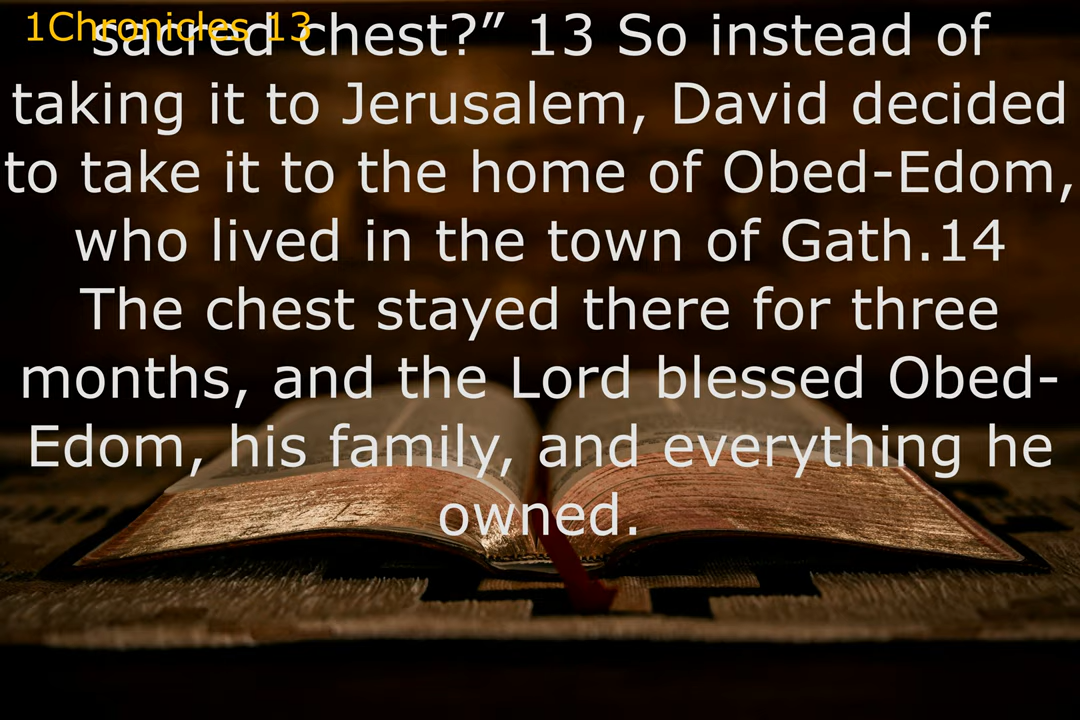 1Chronicles 13
sacred chest?” 13 So instead of
taking it to Jerusalem, David decided
to take it to the home of Obed-Edom,
who lived in the town of Gath.14
The chest stayed there for three
months, and the Lord blessed Obed-
Edom, his family, and everything he
owned.